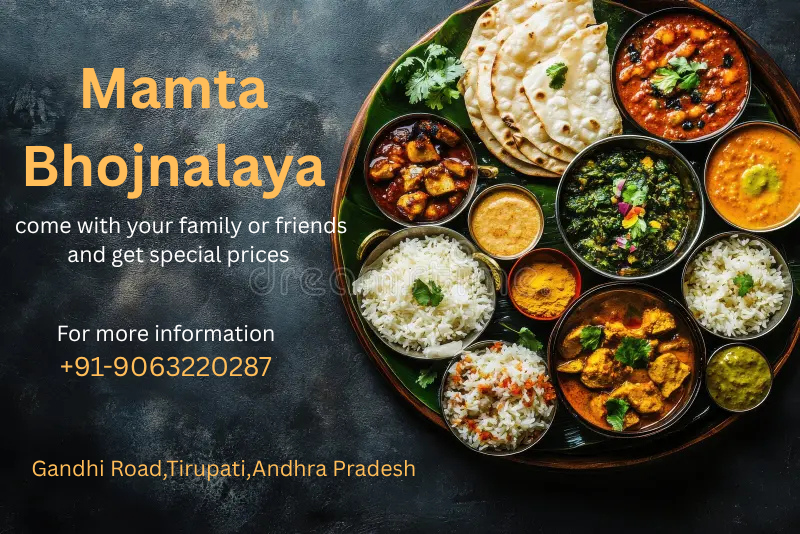 Mamta
Bhojnalaya
come with your family or friends
and get special prices
For more information
+91-9063220287
Gandhi Road,Tirupati,Andhra Pradesh